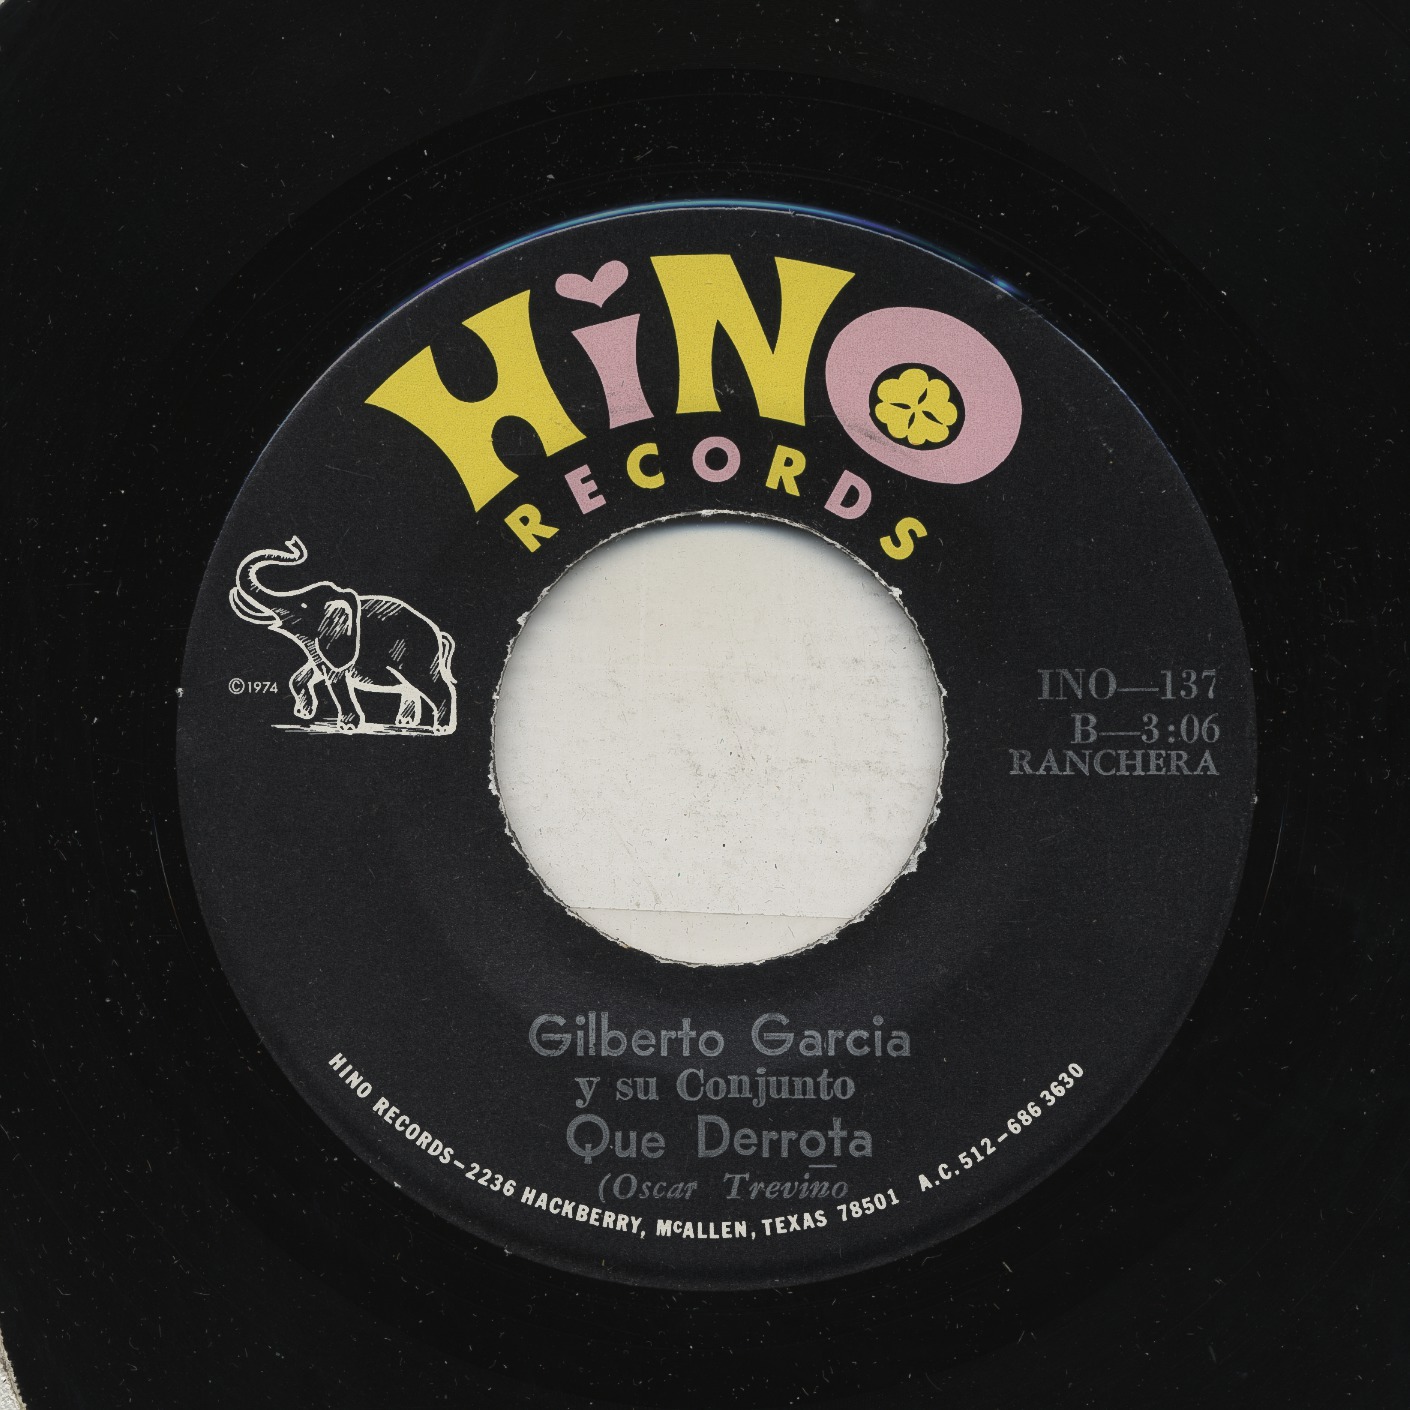 HiNO
RECORDS
©1974
INO—137
B—3:06
RANCHERA
Gilberto Garcia
y su Conjunto
Que Derrota
(Oscar Trevino
HINO RECORDS–2236 HACKBERRY, McALLEN, TEXAS 78501 A.C. 512–686 3630